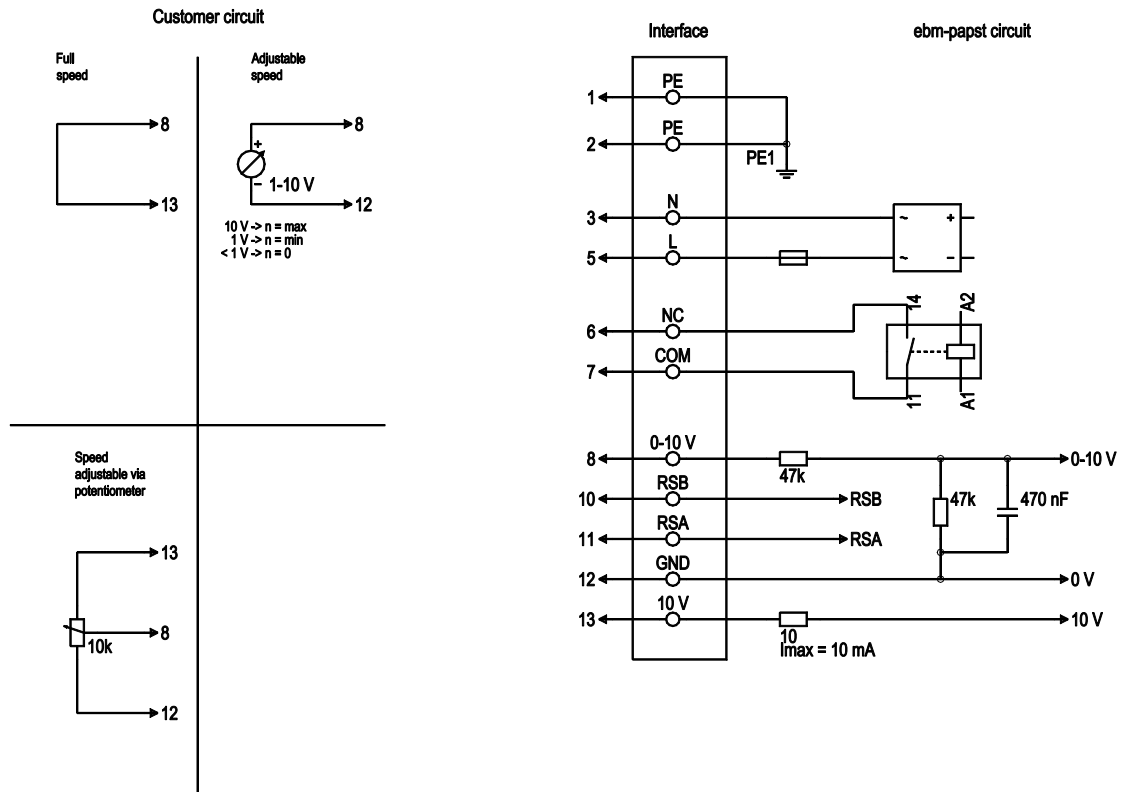 Customer circuit
Full
speed
Adjustable
speed
8
13
8
+
–
1-10 V
12
10 V -> n = max
1 V -> n = min
< 1 V -> n = 0
Speed
adjustable via
potentiometer
13
8
10k
12
Interface
ebm-papst circuit
1
PE
2
PE
PE1
3
N
~
+
5
L
~
–
6
NC
14
A2
7
COM
11
A1
8
0-10 V
47k
0-10 V
10
RSB
RSB
47k
470 nF
11
RSA
RSA
12
GND
0 V
13
10 V
10
Imax = 10 mA
10 V